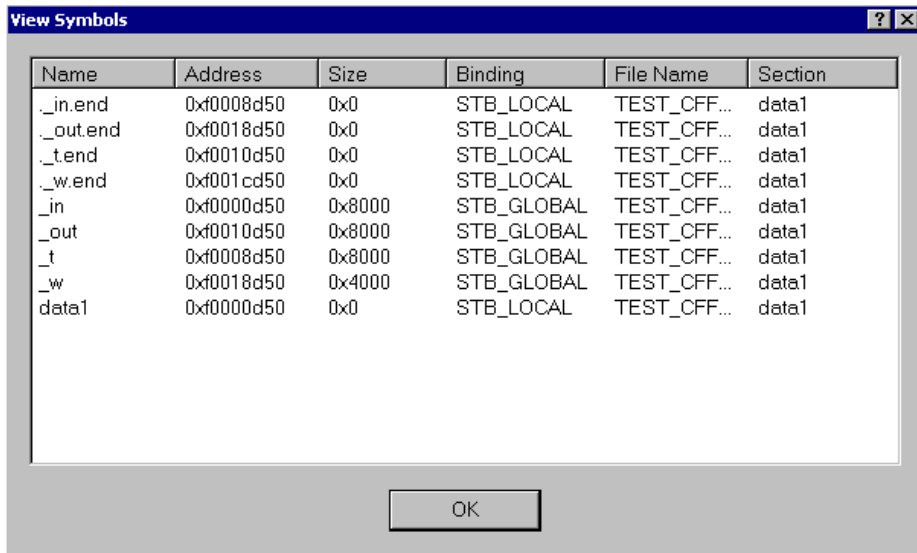 View Symbols
Name Address Size Binding File Name Section
._in.end 0xf0008d50 0x0 STB_LOCAL TEST_CFF... data1
._out.end 0xf0018d50 0x0 STB_LOCAL TEST_CFF... data1
._t.end 0xf0010d50 0x0 STB_LOCAL TEST_CFF... data1
._w.end 0xf001cd50 0x0 STB_LOCAL TEST_CFF... data1
_in 0xf0000d50 0x8000 STB_GLOBAL TEST_CFF... data1
_out 0xf0010d50 0x8000 STB_GLOBAL TEST_CFF... data1
_t 0xf0008d50 0x8000 STB_GLOBAL TEST_CFF... data1
_w 0xf0018d50 0x4000 STB_GLOBAL TEST_CFF... data1
data1 0xf0000d50 0x0 STB_LOCAL TEST_CFF... data1
OK